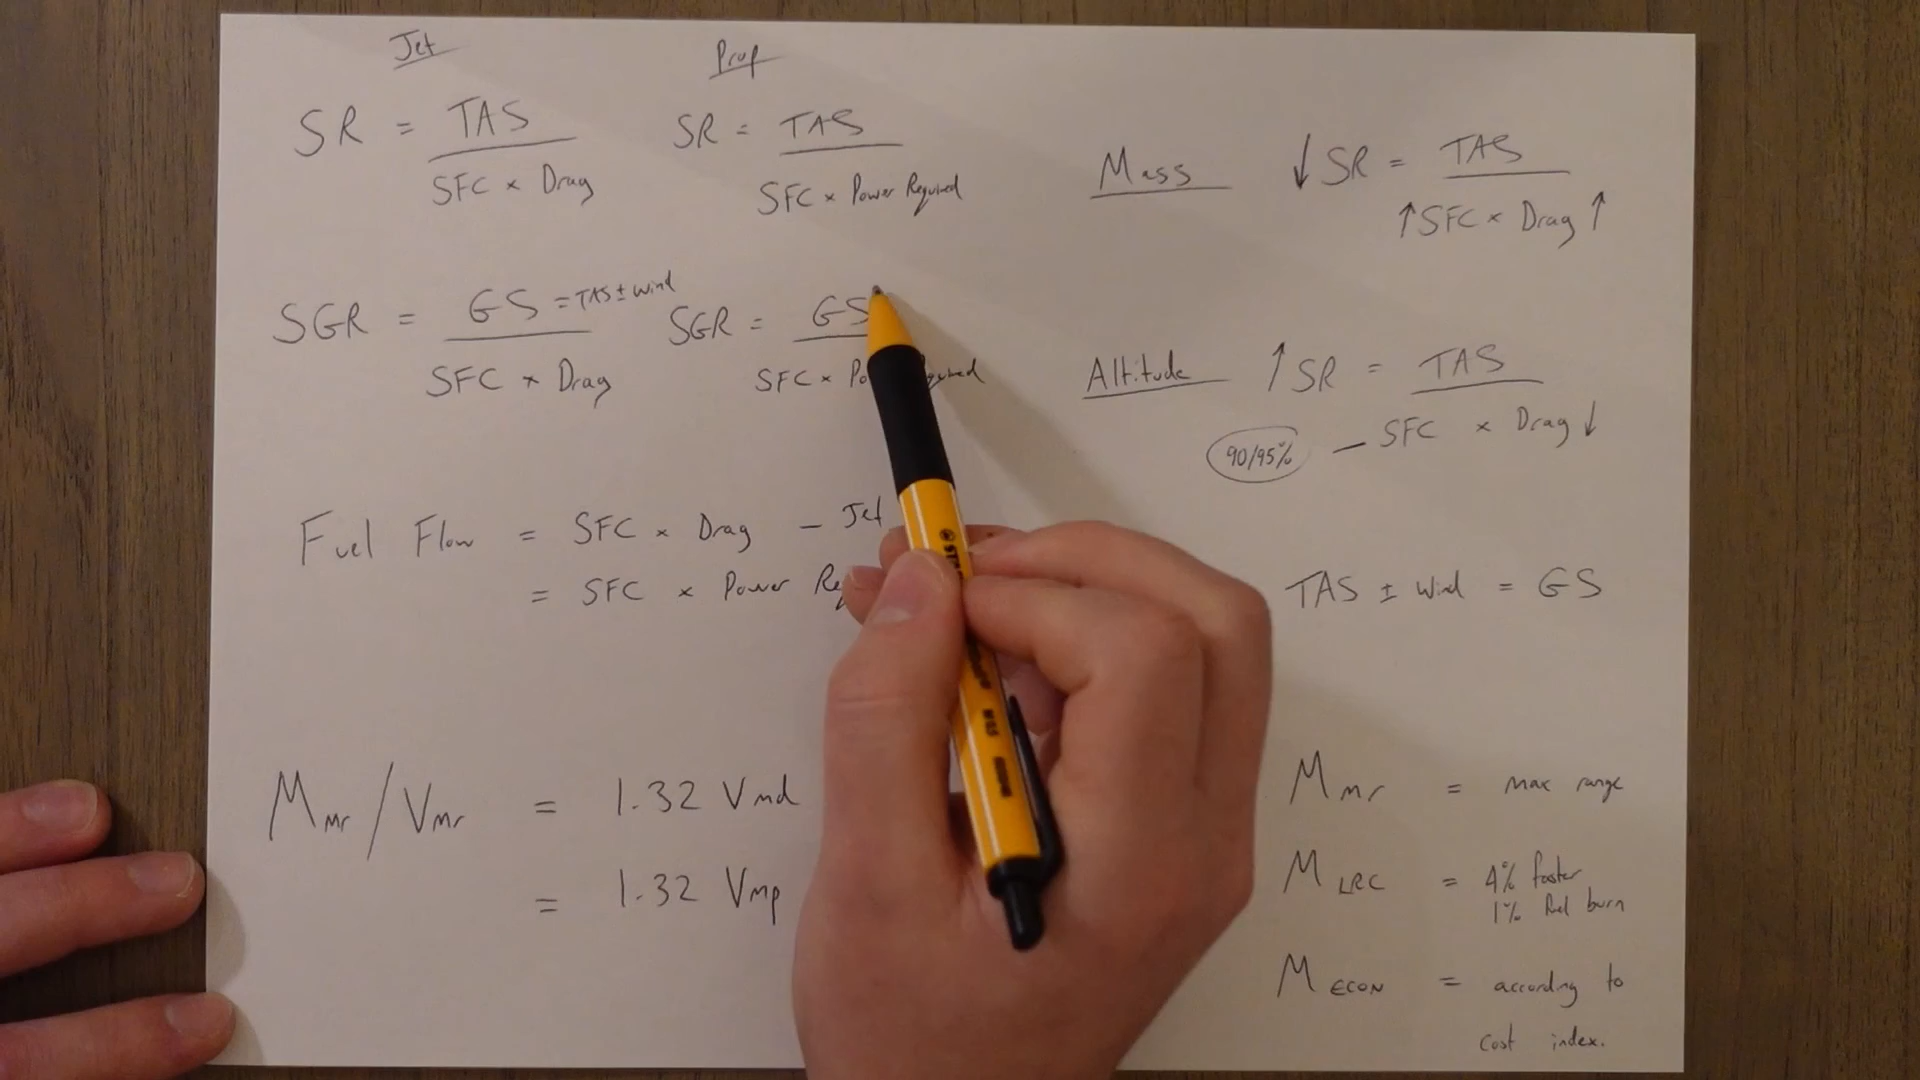 Jet
SR = TAS
SFC × Drag
Prop
SR = TAS
SFC × Power Required
SGR = GS = TAS ± Wind
SFC × Drag
SGR = GS
SFC ×
Fuel Flow = SFC × Drag – Jet
= SFC × Power
Mmr / Vmr = 1.32 Vmd
= 1.32 Vmp
Mass
↓ SR = TAS
↑ SFC × Drag ↑
Altitude
↑ SR = TAS
90/95% – SFC × Drag ↓
TAS ± Wind = GS
Mmr = max range
MLRC = 4% faster
1% fuel burn
MECON = according to
cost index.